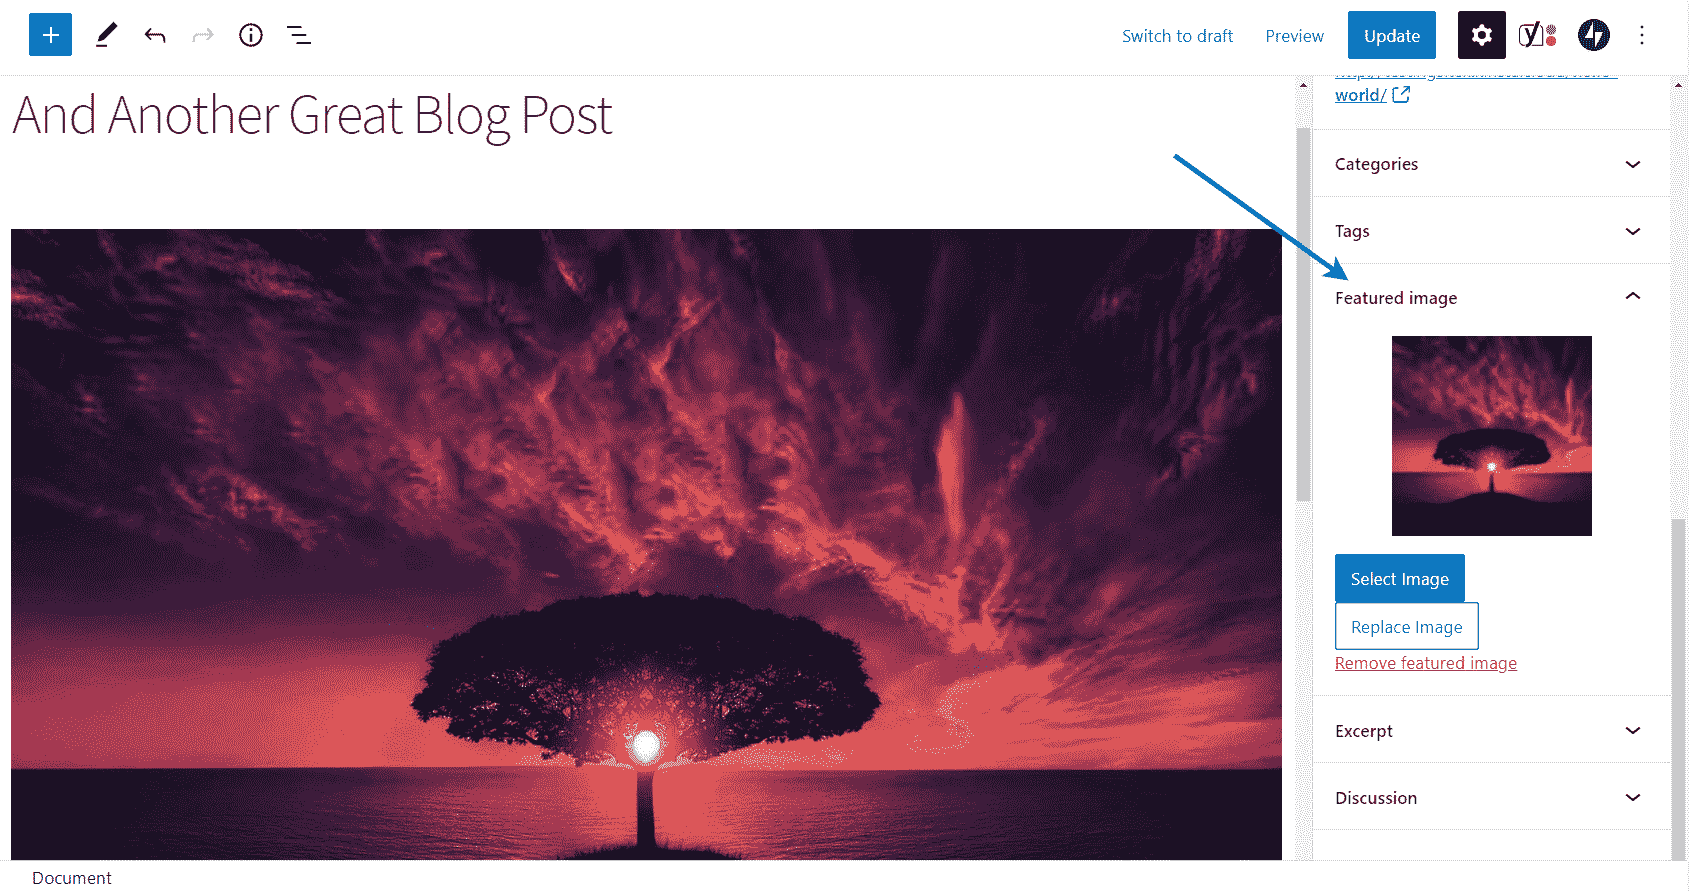 Switch to draft
Preview
Update
And Another Great Blog Post
world/
Categories
Tags
Featured image
Select Image
Replace Image
Remove featured image
Excerpt
Discussion
Document